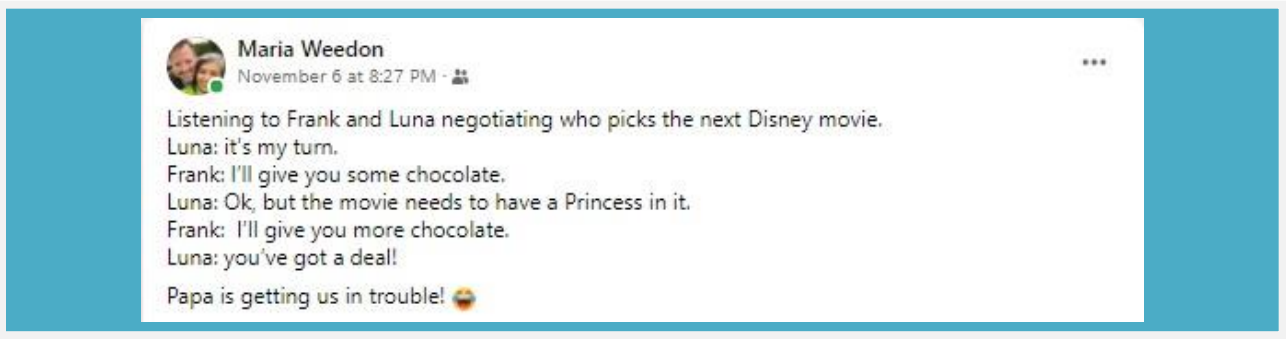 Maria Weedon
November 6 at 8:27 PM ·
Listening to Frank and Luna negotiating who picks the next Disney movie.
Luna: it's my turn.
Frank: I'll give you some chocolate.
Luna: Ok, but the movie needs to have a Princess in it.
Frank:  I'll give you more chocolate.
Luna: you've got a deal!
Papa is getting us in trouble! 😂